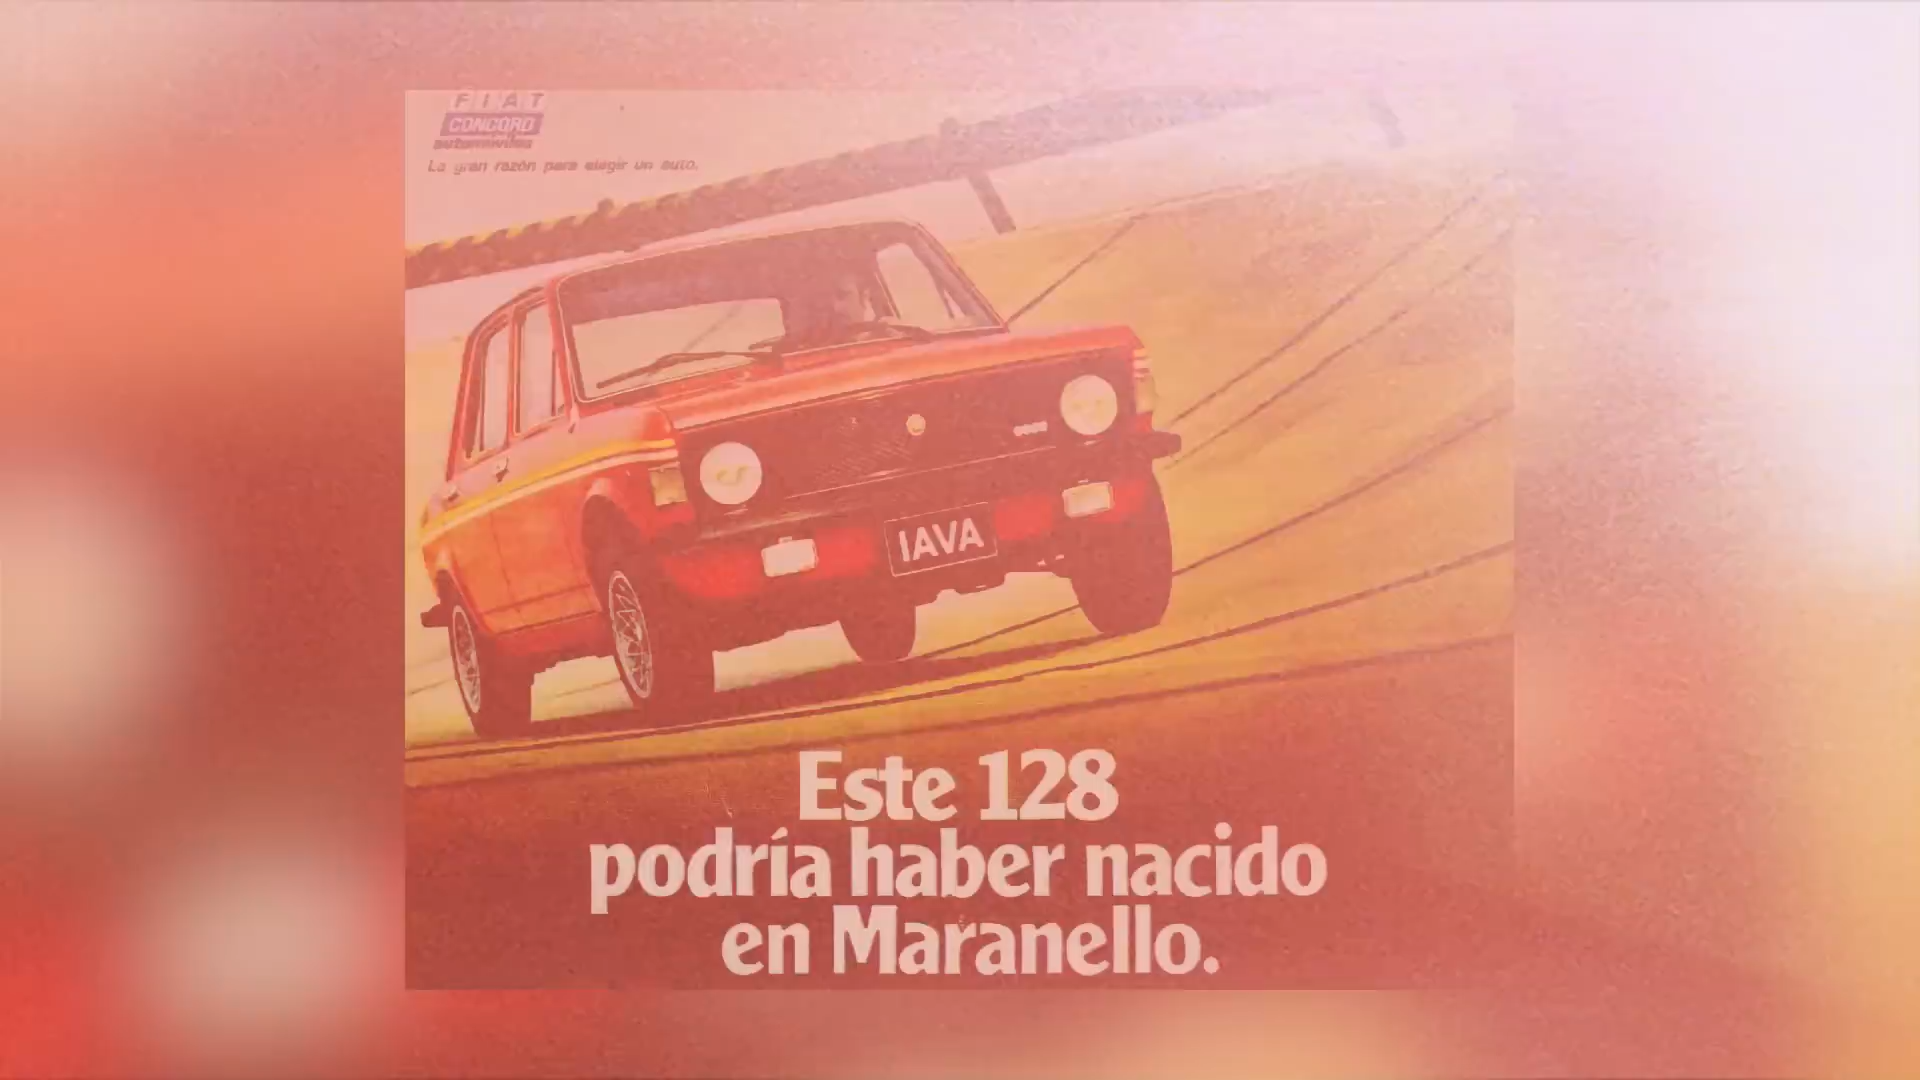 FIAT
CONCORD
automóviles
La gran razón para elegir un auto.
IAVA
Este 128
podría haber nacido
en Maranello.